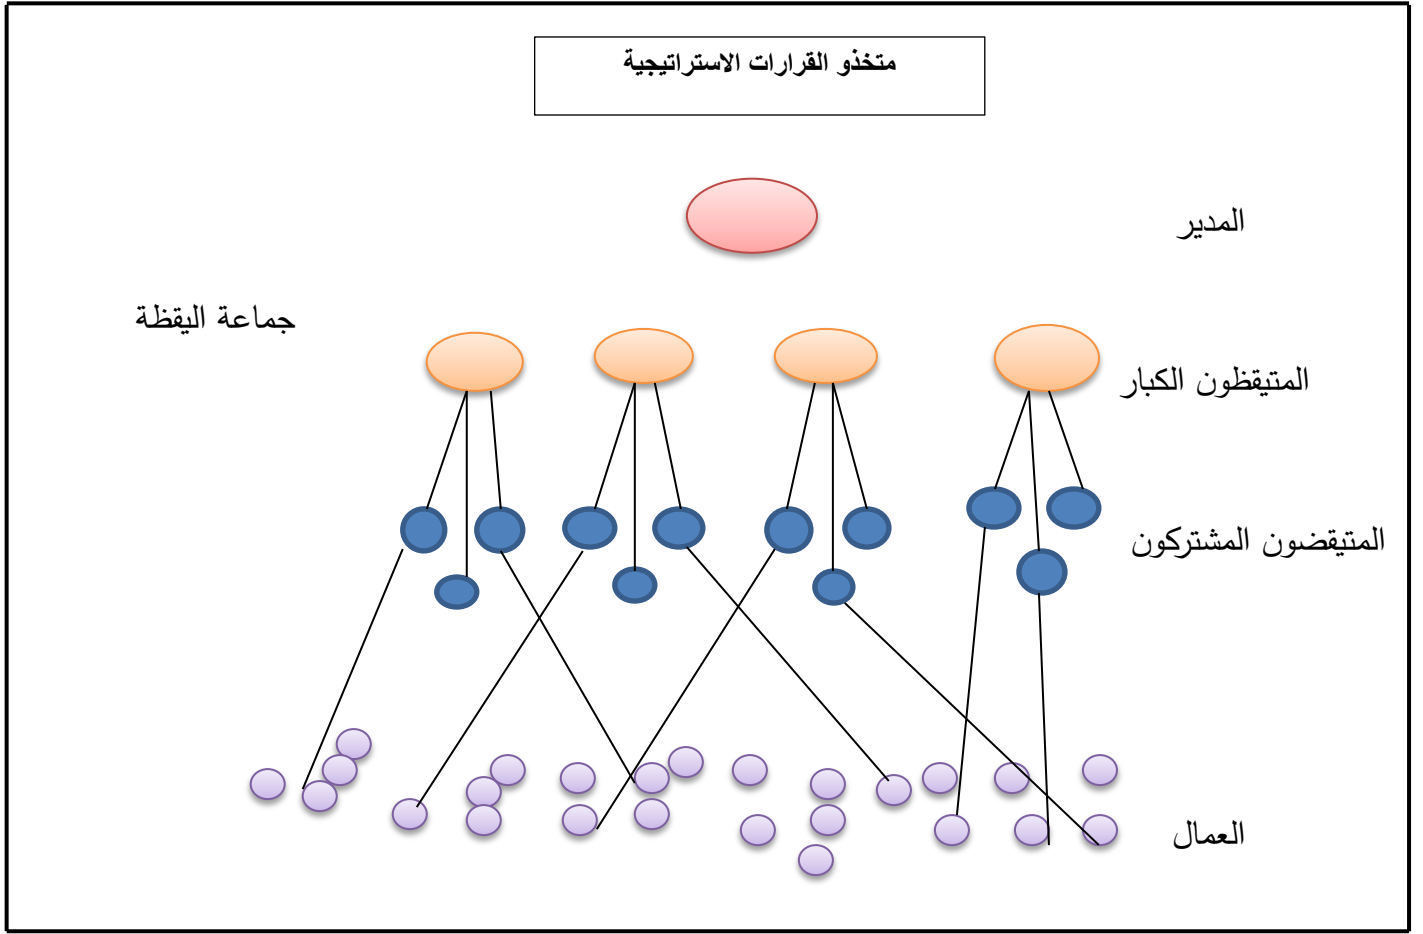 متخذو القرارات الاستراتيجية
المدير
جماعة اليقظة
المتيقظون الكبار
المتيقضون المشتركون
العمال